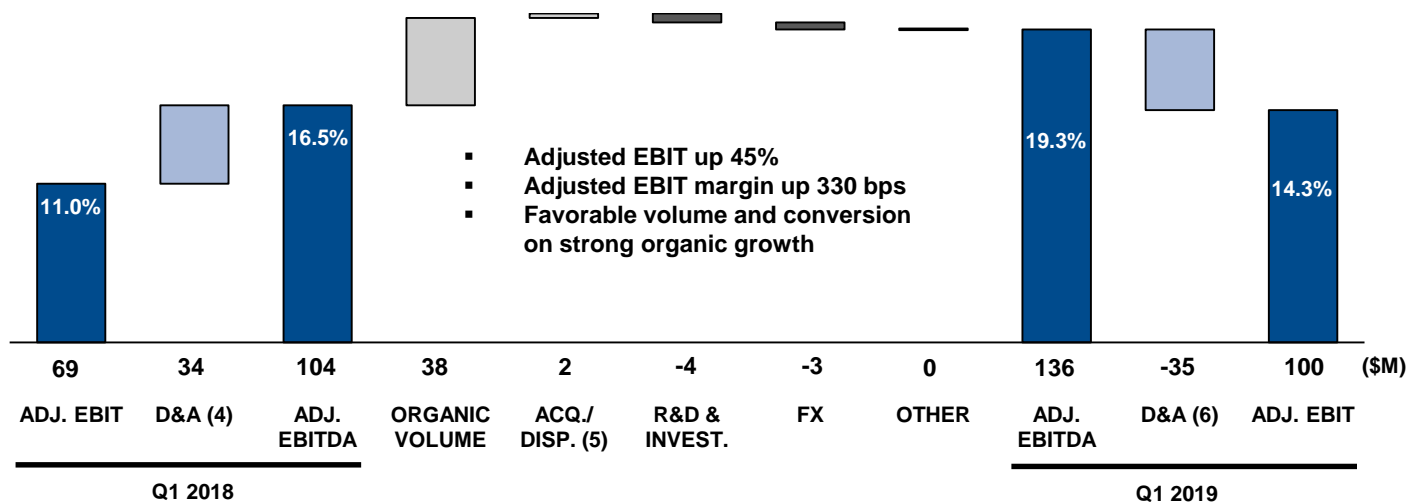 16.5%
19.3%
▪ Adjusted EBIT up 45%
▪ Adjusted EBIT margin up 330 bps
▪ Favorable volume and conversion
on strong organic growth
11.0%
14.3%
69 34 104 38 2 -4 -3 0 136 -35 100 ($M)
ADJ. EBIT D&A (4) ADJ. ORGANIC ACQ./ R&D & FX OTHER ADJ. D&A (6) ADJ. EBIT
EBITDA VOLUME DISP. (5) INVEST. EBITDA
Q1 2018 Q1 2019